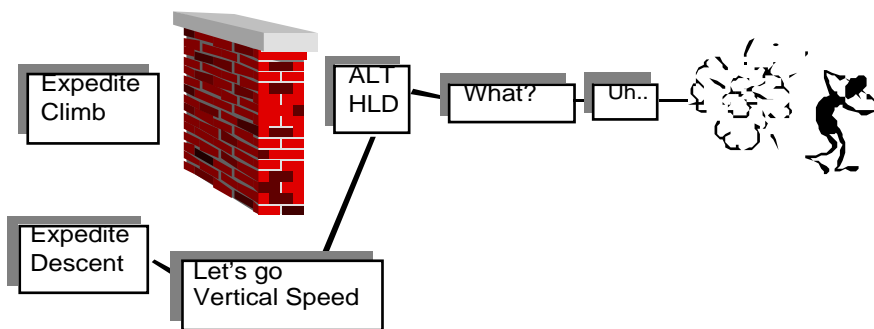 Expedite
Climb
ALT
HLD
What?
Uh..
Expedite
Descent
Let's go
Vertical Speed